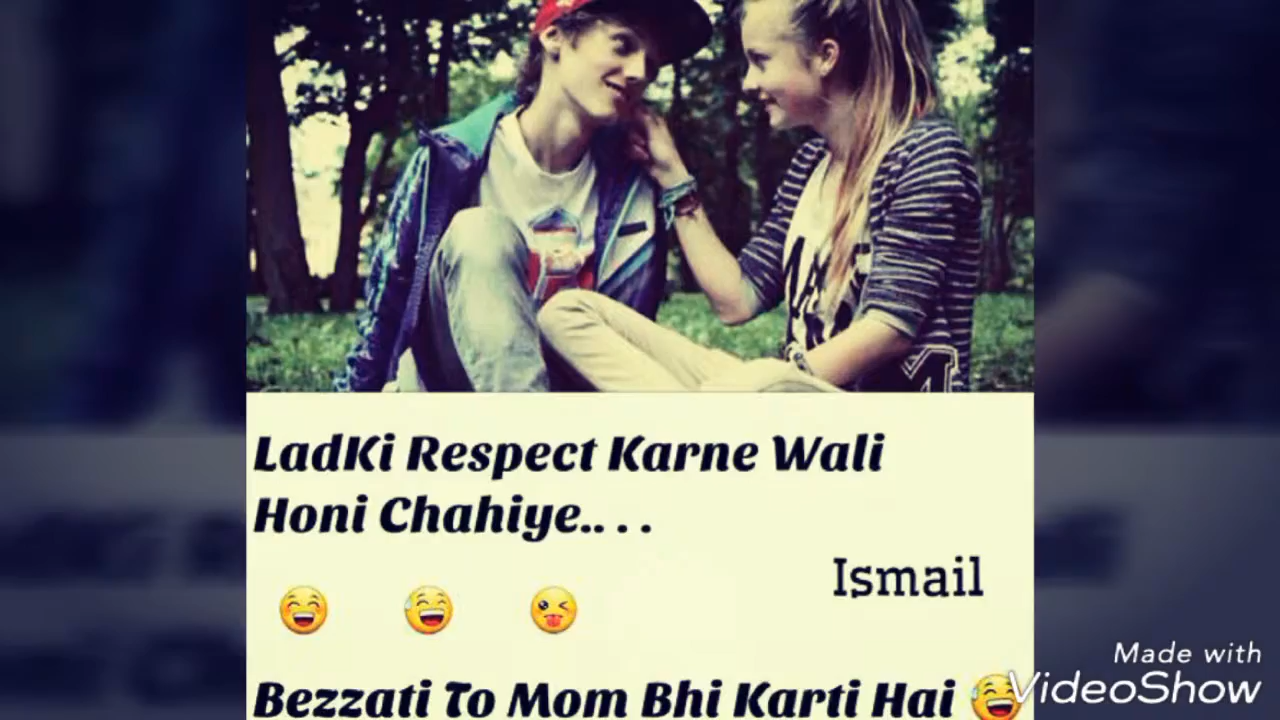 LadKi Respect Karne Wali
Honi Chahiye.. . .
Ismail
😁 😅 😜
Bezzati To Mom Bhi Karti Hai 😅
Made with
VideoShow